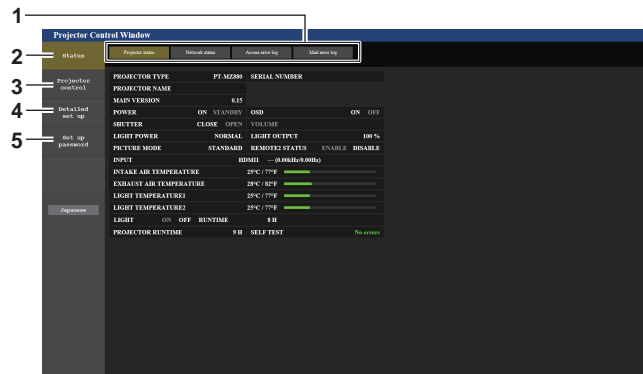 1
Projector Control Window
2
Status
Projector status Network status Access error log Mail error log
3
Projector
control
4
Detailed
set up
5
Set up
password
Japanese
PROJECTOR TYPE PT-MZ880 SERIAL NUMBER
PROJECTOR NAME
MAIN VERSION 0.15
POWER ON STANDBY OSD ON OFF
SHUTTER CLOSE OPEN VOLUME
LIGHT POWER NORMAL LIGHT OUTPUT 100 %
PICTURE MODE STANDARD REMOTE2 STATUS ENABLE DISABLE
INPUT HDMI1 --- (0.00kHz/0.00Hz)
INTAKE AIR TEMPERATURE 25°C / 77°F
EXHAUST AIR TEMPERATURE 28°C / 82°F
LIGHT TEMPERATURE1 25°C / 77°F
LIGHT TEMPERATURE2 25°C / 77°F
LIGHT ON OFF RUNTIME 8 H
PROJECTOR RUNTIME 9 H SELF TEST No errors